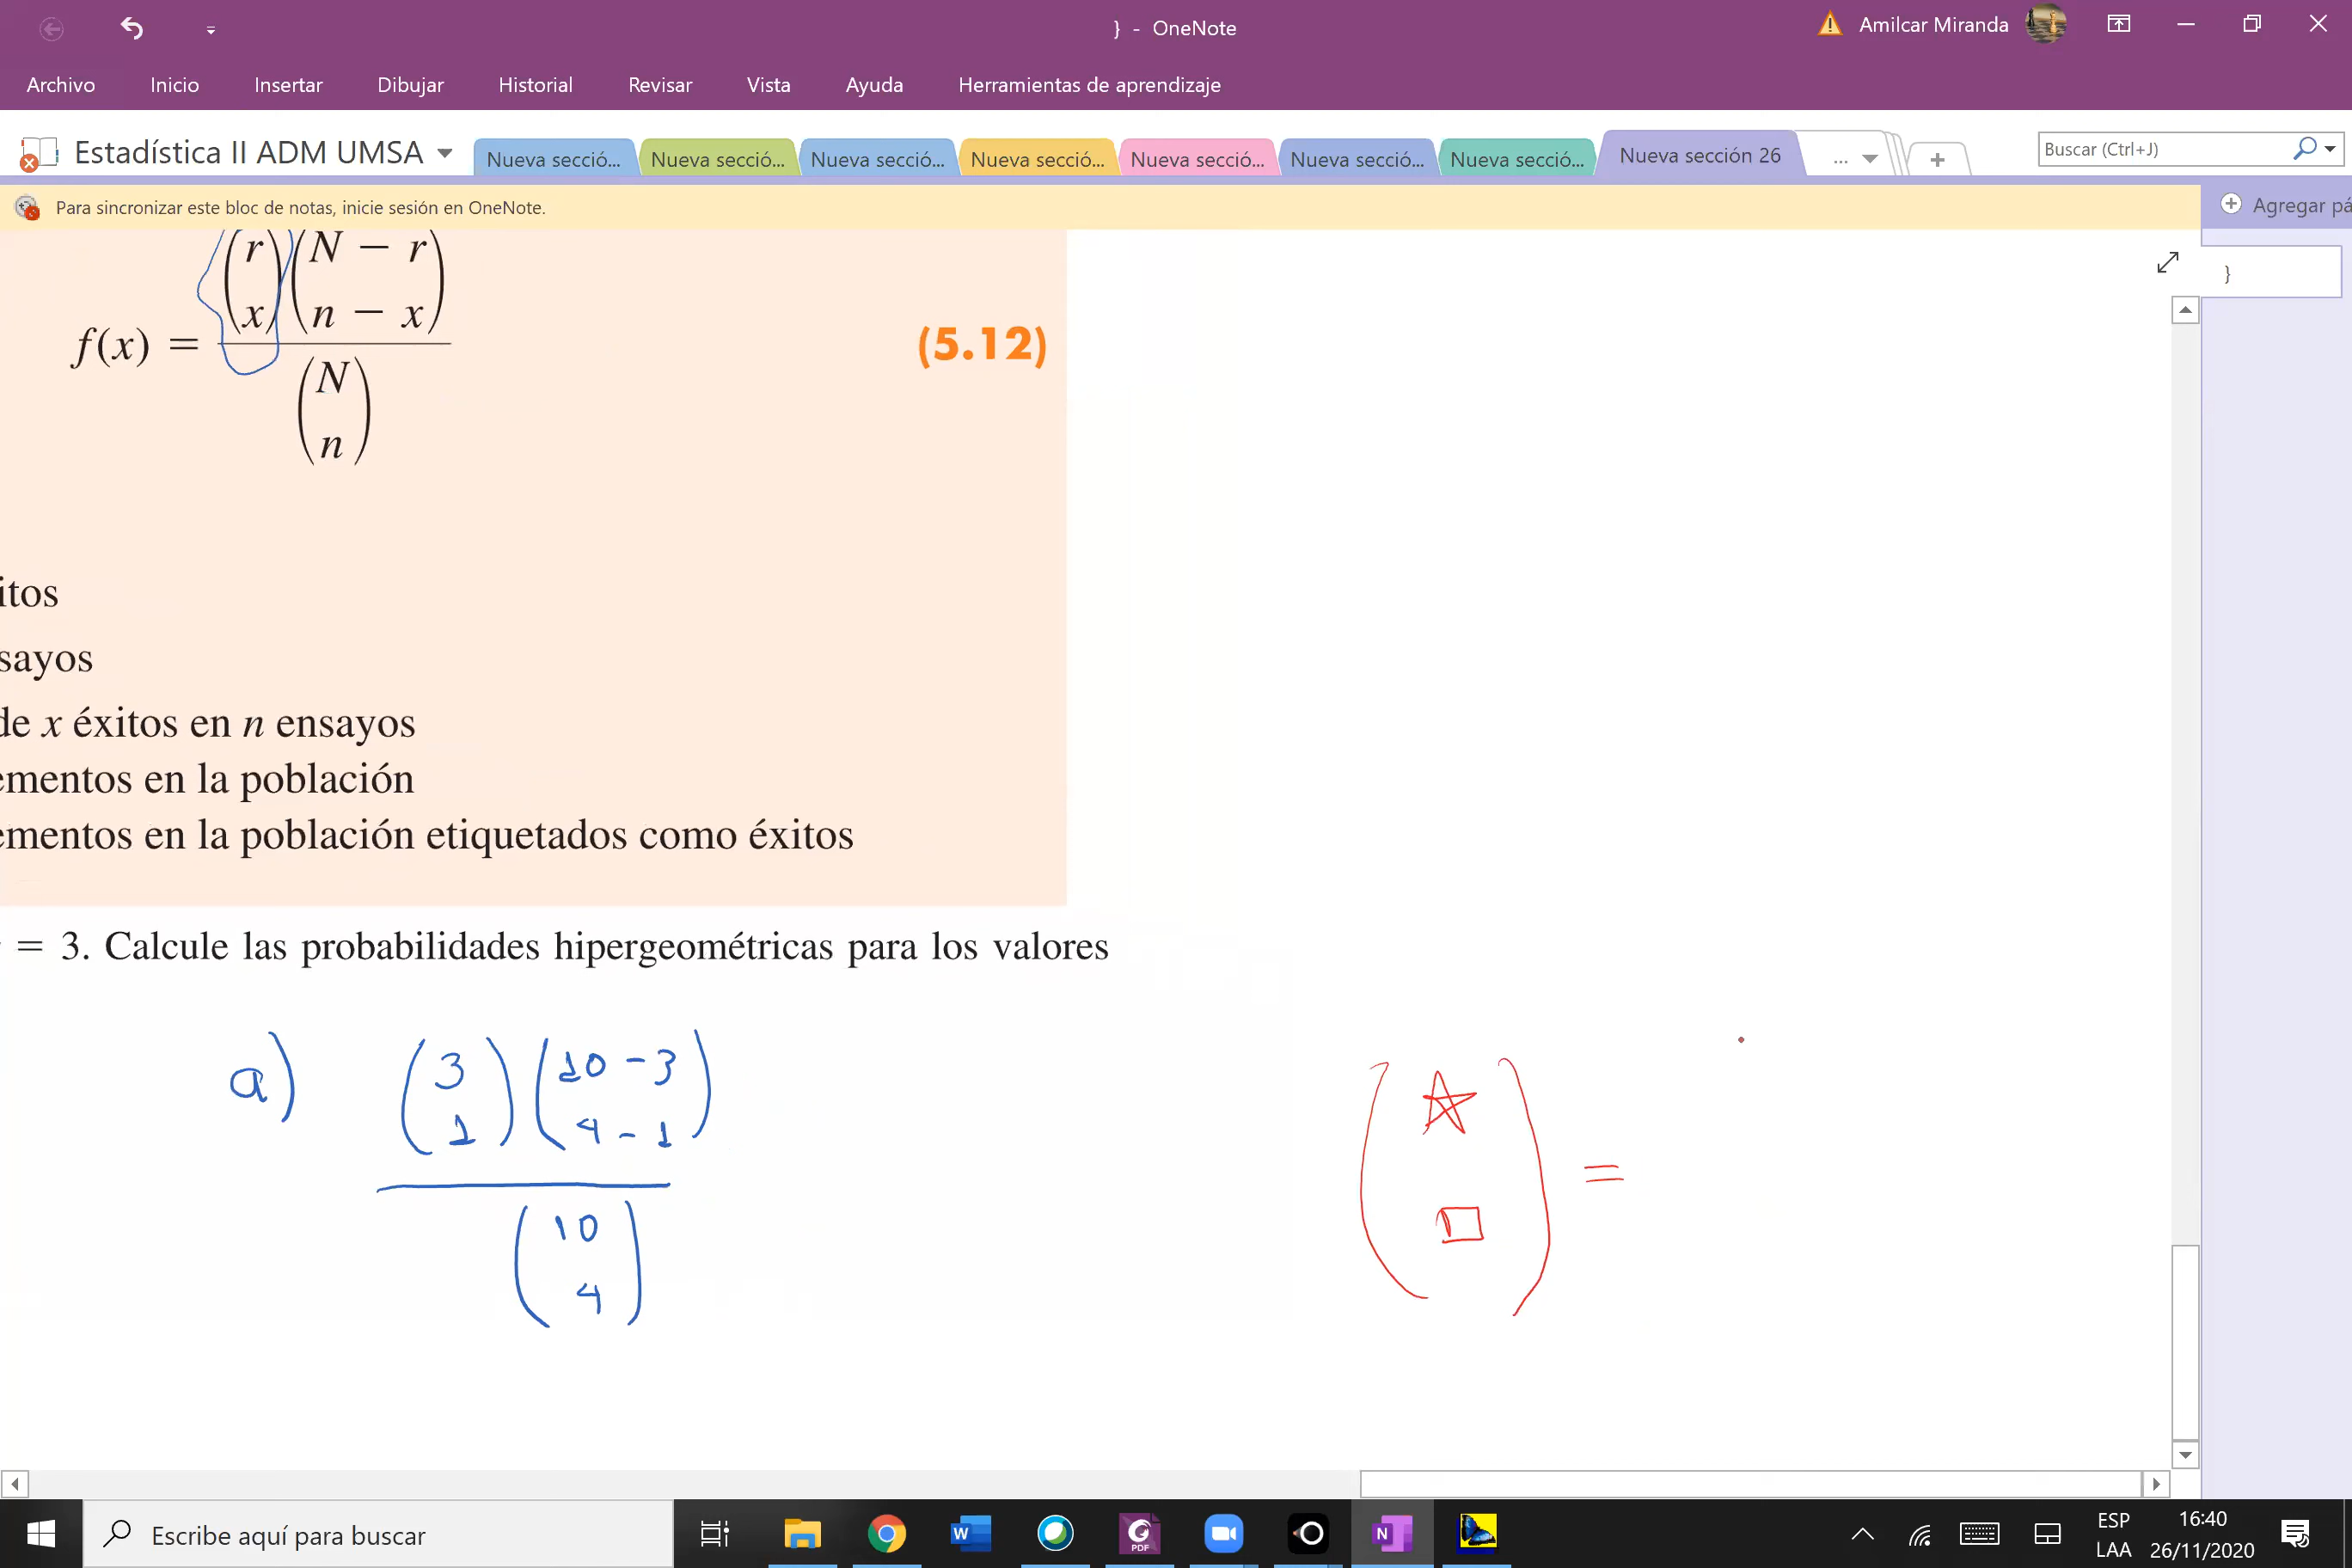 } - OneNote
Amilcar Miranda
Archivo Inicio Insertar Dibujar Historial Revisar Vista Ayuda Herramientas de aprendizaje
Estadística II ADM UMSA
Nueva secció... Nueva secció... Nueva secció... Nueva secció... Nueva secció... Nueva secció... Nueva secció... Nueva sección 26 ... +
Buscar (Ctrl+J)
Para sincronizar este bloc de notas, inicie sesión en OneNote.
Agregar pá
}
f(x) = (r x)(N − r n − x) / (N n)
(5.12)
itos
sayos
de x éxitos en n ensayos
ementos en la población
ementos en la población etiquetados como éxitos
= 3. Calcule las probabilidades hipergeométricas para los valores
a) (3 1)(10 - 3 4 - 1) / (10 4)
(☆ □) =
Escribe aquí para buscar
ESP
LAA
16:40
26/11/2020